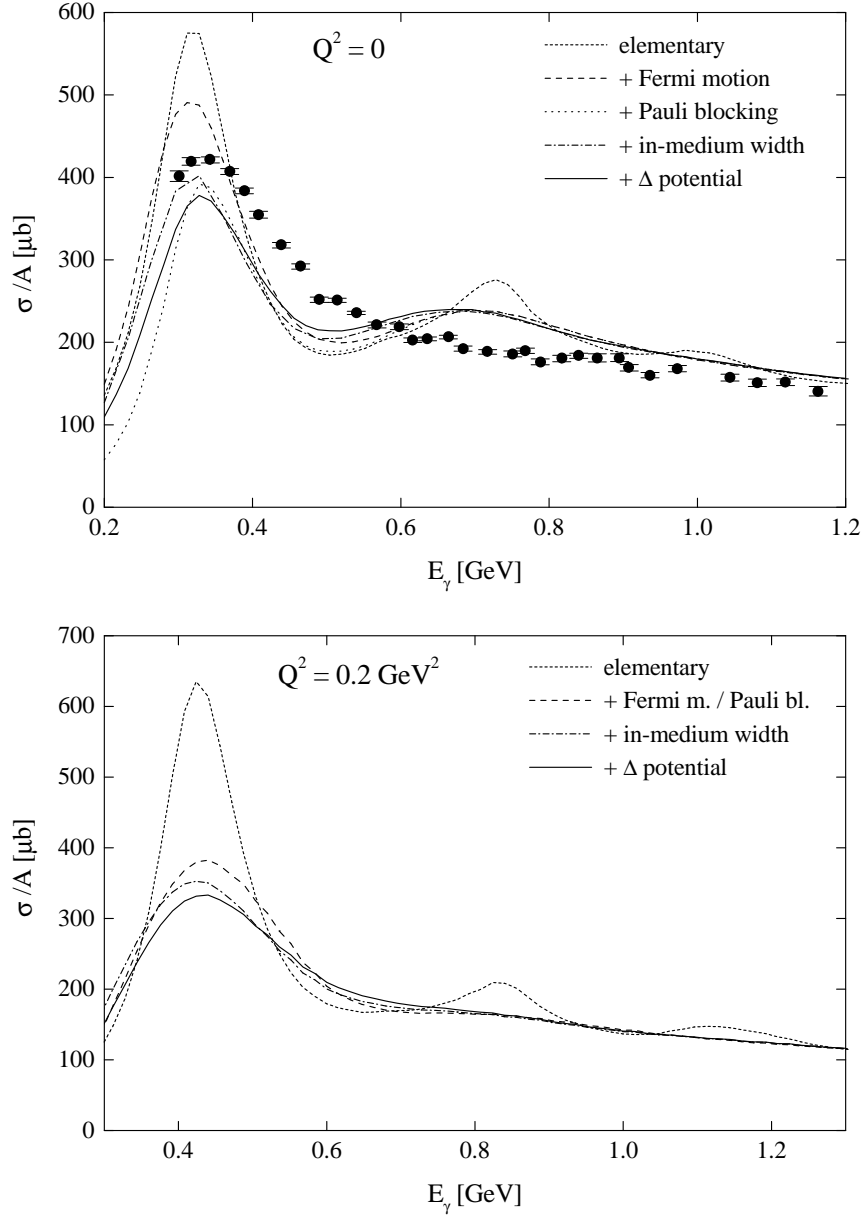 Q² = 0
elementary
+ Fermi motion
+ Pauli blocking
+ in-medium width
+ Δ potential
600
500
400
300
200
100
0
σ/A [μb]
0.2 0.4 0.6 0.8 1.0 1.2
E_γ [GeV]
Q² = 0.2 GeV²
elementary
+ Fermi m. / Pauli bl.
+ in-medium width
+ Δ potential
700
600
500
400
300
200
100
0
σ/A [μb]
0.4 0.6 0.8 1.0 1.2
E_γ [GeV]